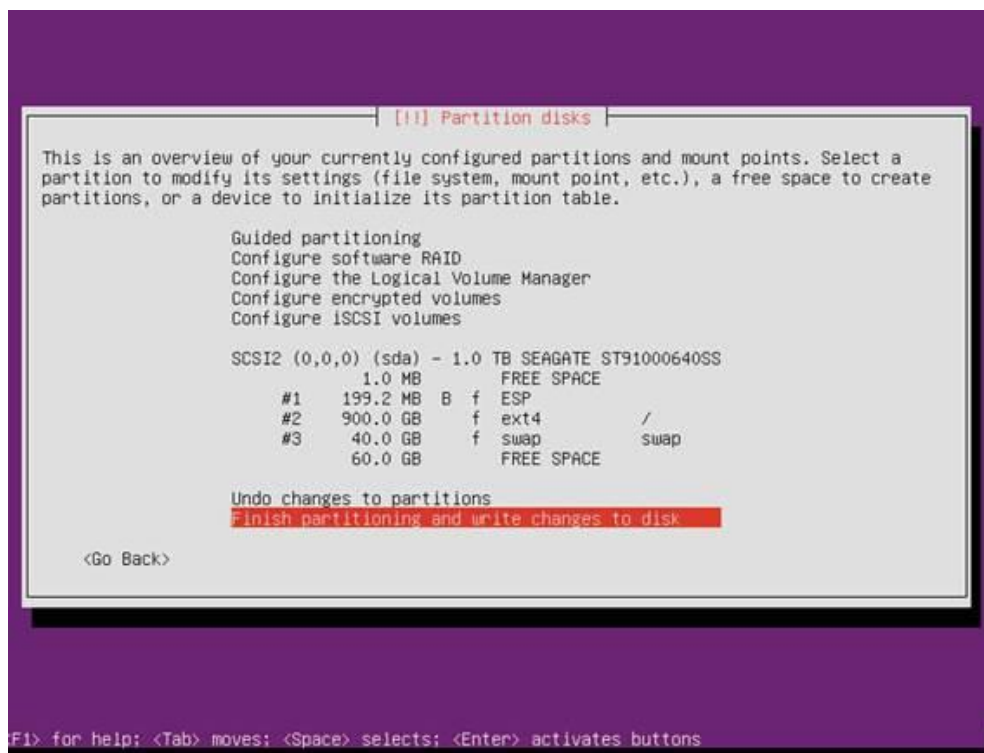 [!!] Partition disks
This is an overview of your currently configured partitions and mount points. Select a
partition to modify its settings (file system, mount point, etc.), a free space to create
partitions, or a device to initialize its partition table.
Guided partitioning
Configure software RAID
Configure the Logical Volume Manager
Configure encrypted volumes
Configure iSCSI volumes
SCSI2 (0,0,0) (sda) - 1.0 TB SEAGATE ST91000640SS
1.0 MB FREE SPACE
#1 199.2 MB B f ESP
#2 900.0 GB f ext4 /
#3 40.0 GB f swap swap
60.0 GB FREE SPACE
Undo changes to partitions
Finish partitioning and write changes to disk
<Go Back>
<F1> for help; <Tab> moves; <Space> selects; <Enter> activates buttons